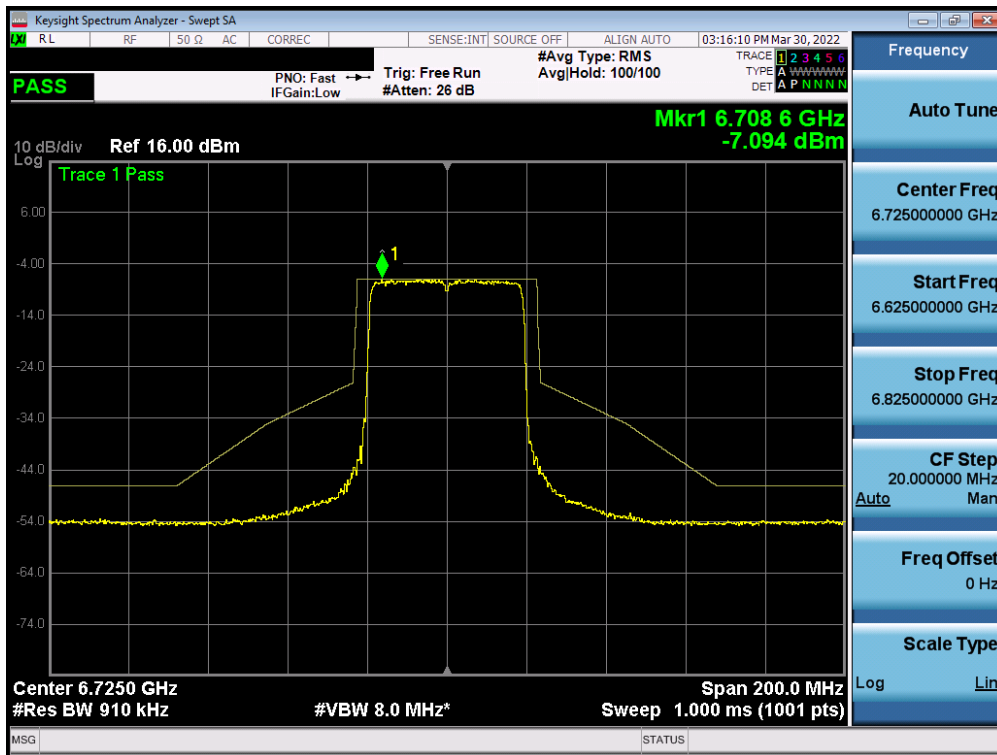 Keysight Spectrum Analyzer - Swept SA
LXI RL RF 50 Ω AC CORREC SENSE:INT SOURCE OFF ALIGN AUTO 03:16:10 PM Mar 30, 2022
Frequency
PASS
PNO: Fast
IFGain:Low
Trig: Free Run
#Atten: 26 dB
#Avg Type: RMS
Avg|Hold: 100/100
TRACE 1 2 3 4 5 6
TYPE A WWWWW
DET A P N N N N
Mkr1 6.708 6 GHz
-7.094 dBm
10 dB/div Ref 16.00 dBm
Log
Trace 1 Pass
1
6.00
-4.00
-14.0
-24.0
-34.0
-44.0
-54.0
-64.0
-74.0
Center 6.7250 GHz Span 200.0 MHz
#Res BW 910 kHz #VBW 8.0 MHz* Sweep 1.000 ms (1001 pts)
Auto Tune
Center Freq
6.725000000 GHz
Start Freq
6.625000000 GHz
Stop Freq
6.825000000 GHz
CF Step
20.000000 MHz
Auto Man
Freq Offset
0 Hz
Scale Type
Log Lin
MSG STATUS